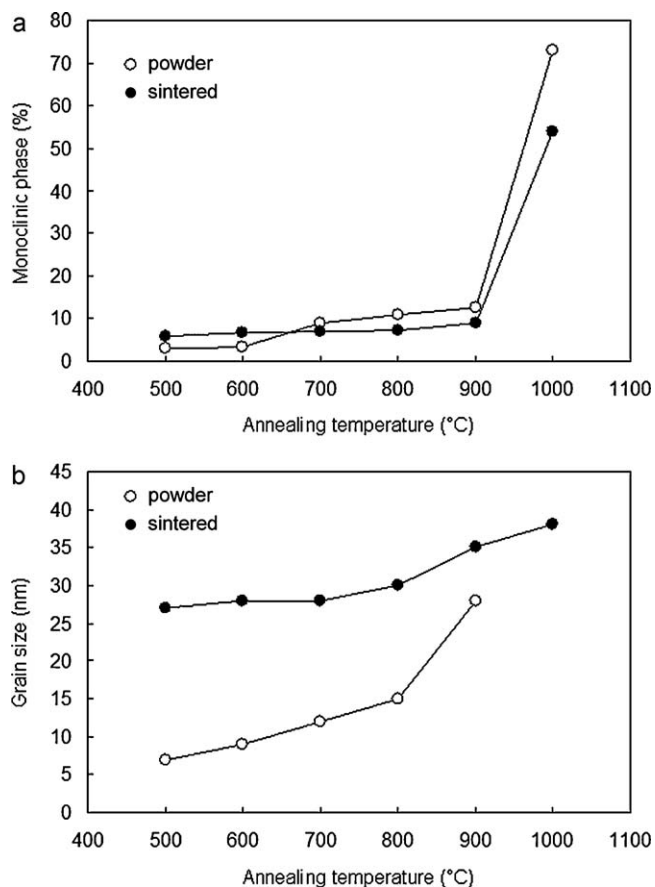 a
80
70
60
50
40
30
20
10
0
Monoclinic phase (%)
powder
sintered
400 500 600 700 800 900 1000 1100
Annealing temperature (°C)
b
45
40
35
30
25
20
15
10
5
0
Grain size (nm)
powder
sintered
400 500 600 700 800 900 1000 1100
Annealing temperature (°C)